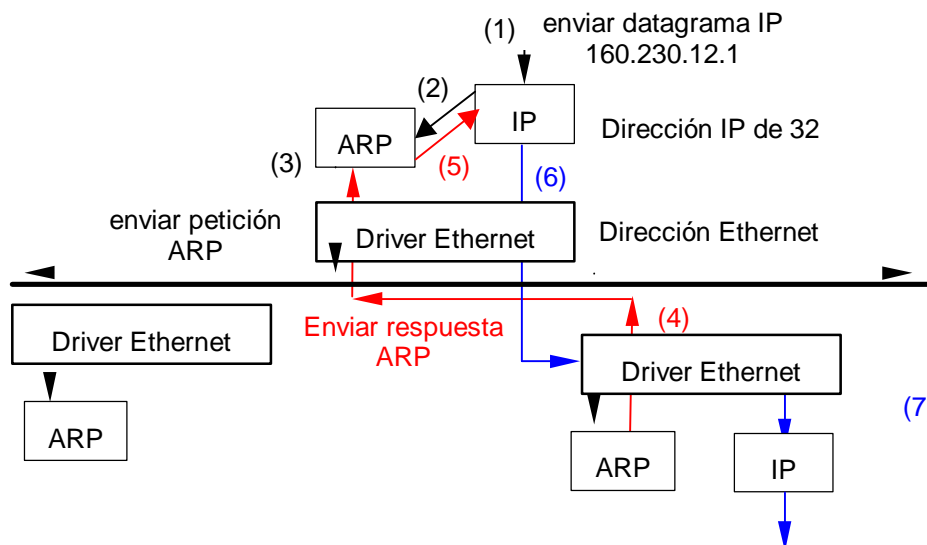 (1)
enviar datagrama IP
160.230.12.1
(2)
IP
ARP
Dirección IP de 32
(3)
(5)
(6)
enviar petición
ARP
Driver Ethernet
Dirección Ethernet
Driver Ethernet
Enviar respuesta
ARP
(4)
Driver Ethernet
(7
ARP
ARP
IP